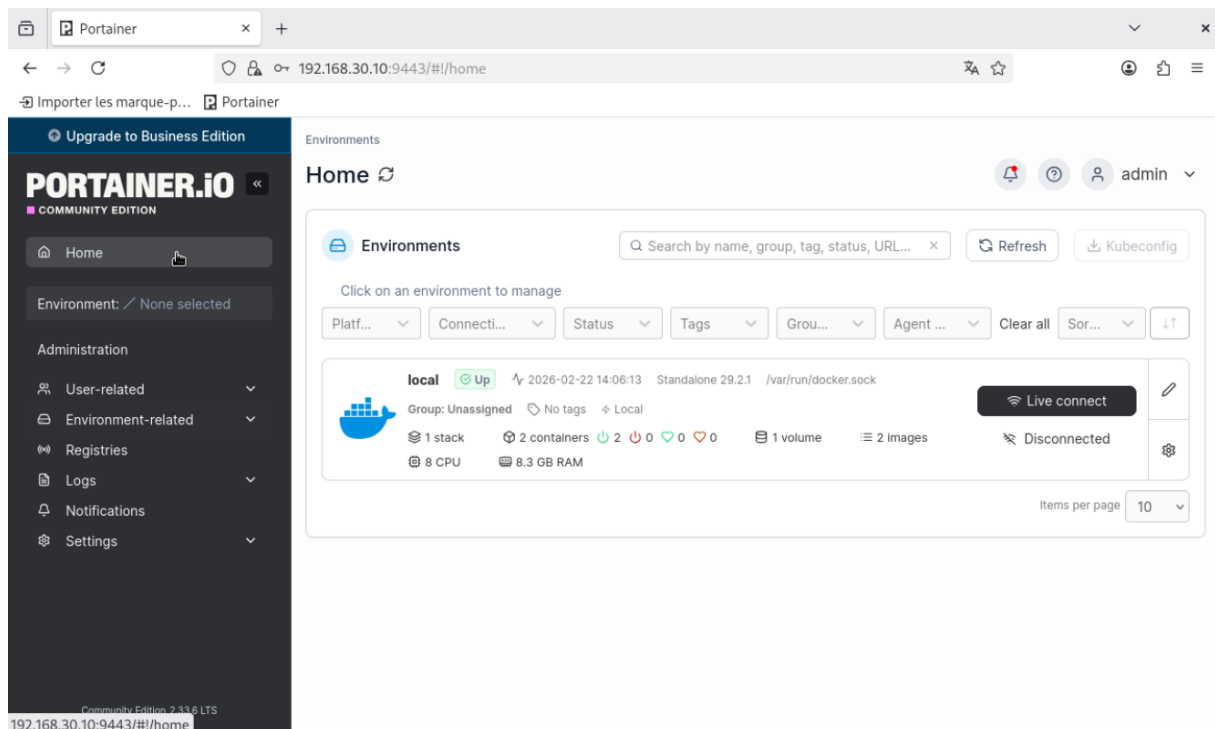 Portainer
192.168.30.10:9443/#!/home
Importer les marque-p... Portainer
Upgrade to Business Edition
PORTAINER.iO
COMMUNITY EDITION
Home
Environment: None selected
Administration
User-related
Environment-related
Registries
Logs
Notifications
Settings
Community Edition 2.33.6 LTS
192.168.30.10:9443/#!/home
Environments
Home
admin
Environments
Search by name, group, tag, status, URL...
Refresh
Kubeconfig
Click on an environment to manage
Platf... Connecti... Status Tags Grou... Agent ... Clear all Sor...
local Up 2026-02-22 14:06:13 Standalone 29.2.1 /var/run/docker.sock
Group: Unassigned No tags Local
1 stack 2 containers 2 0 0 0 1 volume 2 images
8 CPU 8.3 GB RAM
Live connect
Disconnected
Items per page 10